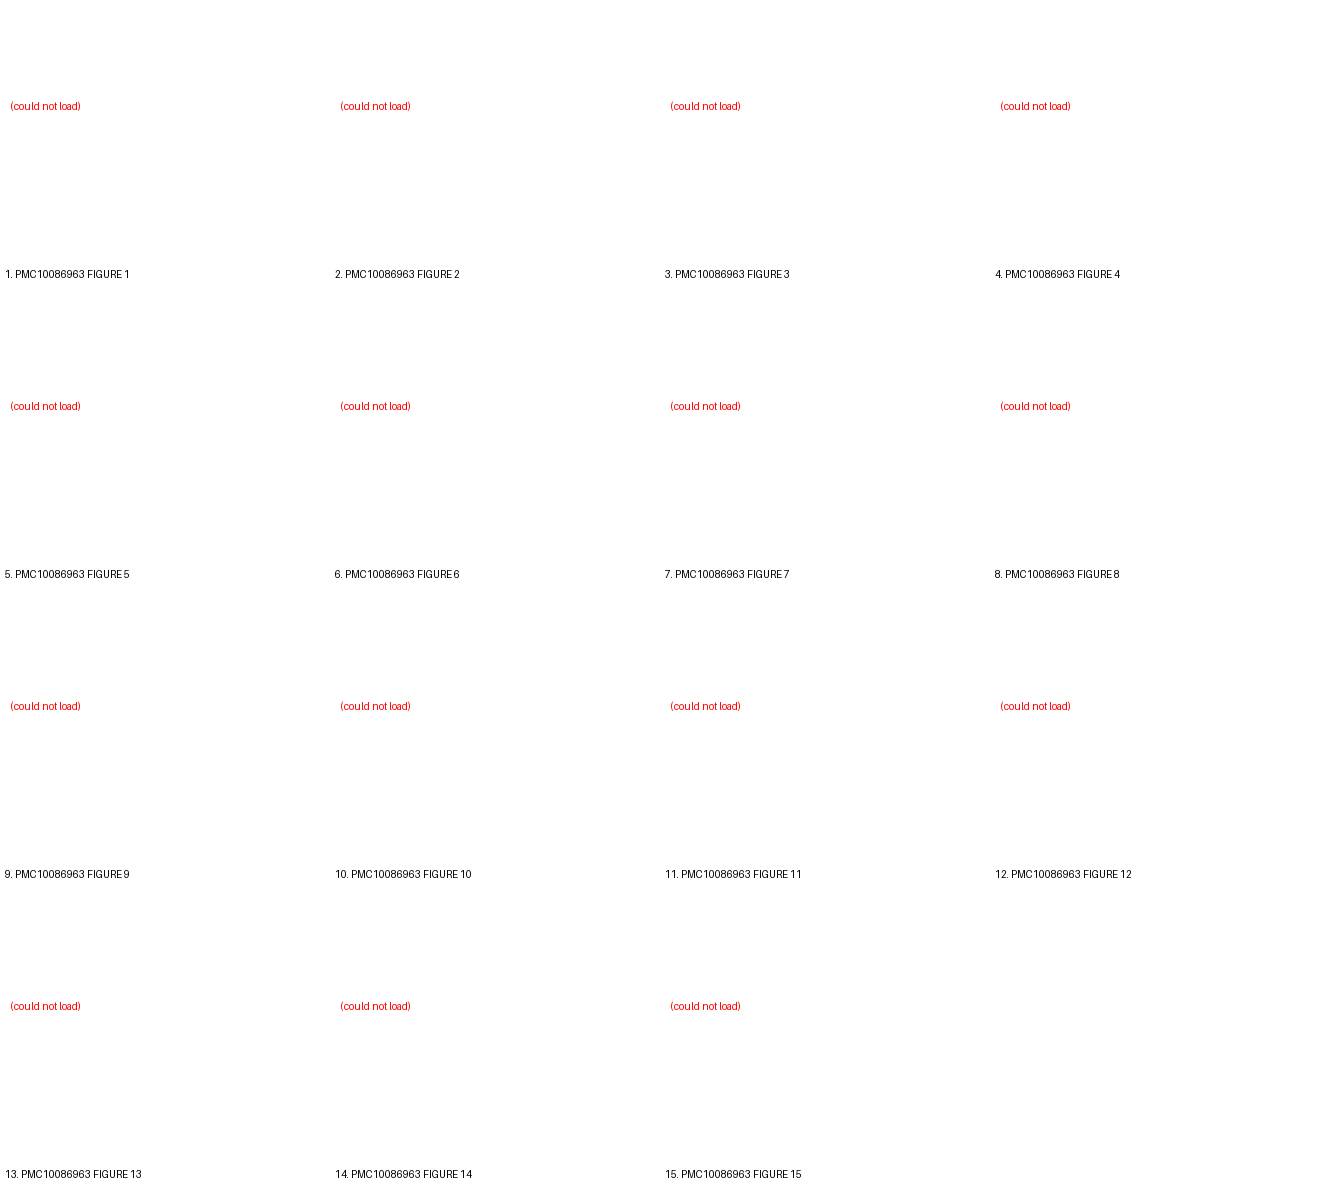 (could not load) (could not load) (could not load) (could not load)
1. PMC10086963 FIGURE 1 2. PMC10086963 FIGURE 2 3. PMC10086963 FIGURE 3 4. PMC10086963 FIGURE 4
(could not load) (could not load) (could not load) (could not load)
5. PMC10086963 FIGURE 5 6. PMC10086963 FIGURE 6 7. PMC10086963 FIGURE 7 8. PMC10086963 FIGURE 8
(could not load) (could not load) (could not load) (could not load)
9. PMC10086963 FIGURE 9 10. PMC10086963 FIGURE 10 11. PMC10086963 FIGURE 11 12. PMC10086963 FIGURE 12
(could not load) (could not load) (could not load)
13. PMC10086963 FIGURE 13 14. PMC10086963 FIGURE 14 15. PMC10086963 FIGURE 15